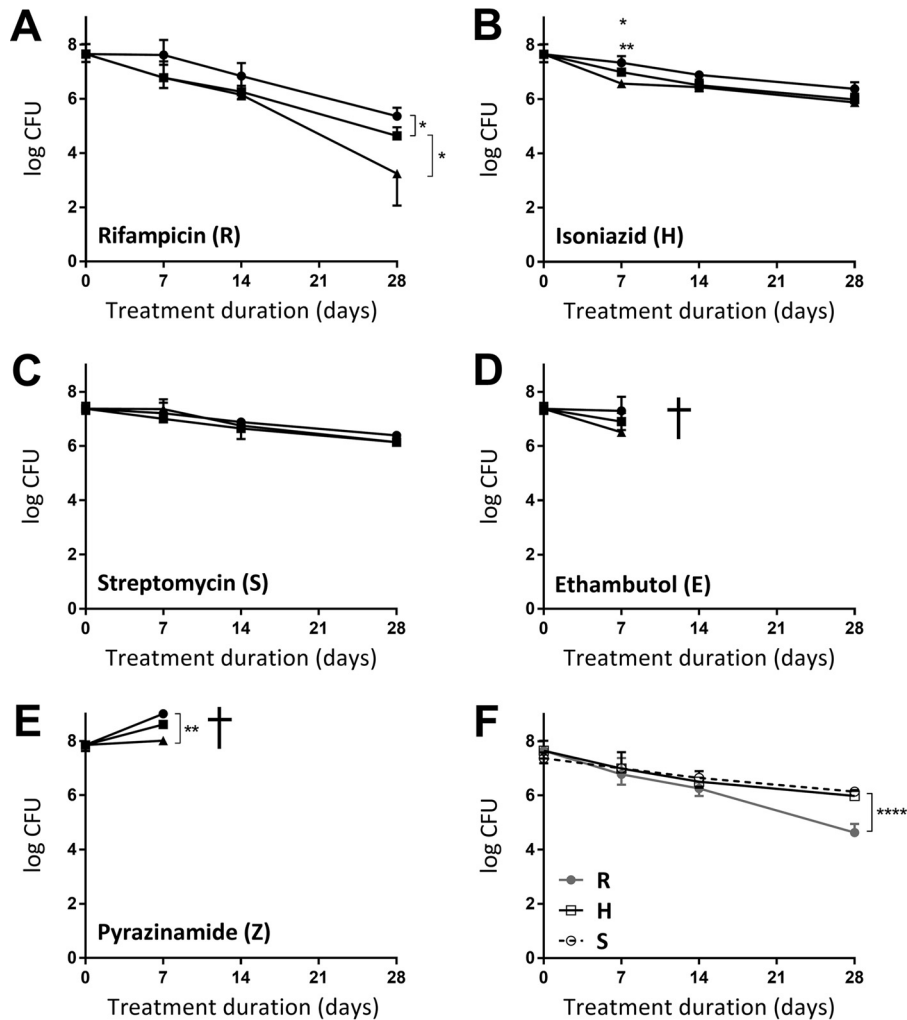 A
log CFU
8
6
4
2
0
*
*
Rifampicin (R)
0 7 14 21 28
Treatment duration (days)
B
log CFU
8
6
4
2
0
*
**
Isoniazid (H)
0 7 14 21 28
Treatment duration (days)
C
log CFU
8
6
4
2
0
Streptomycin (S)
0 7 14 21 28
Treatment duration (days)
D
log CFU
8
6
4
2
0
†
Ethambutol (E)
0 7 14 21 28
Treatment duration (days)
E
log CFU
8
6
4
2
0
** †
Pyrazinamide (Z)
0 7 14 21 28
Treatment duration (days)
F
log CFU
8
6
4
2
0
****
R
H
S
0 7 14 21 28
Treatment duration (days)